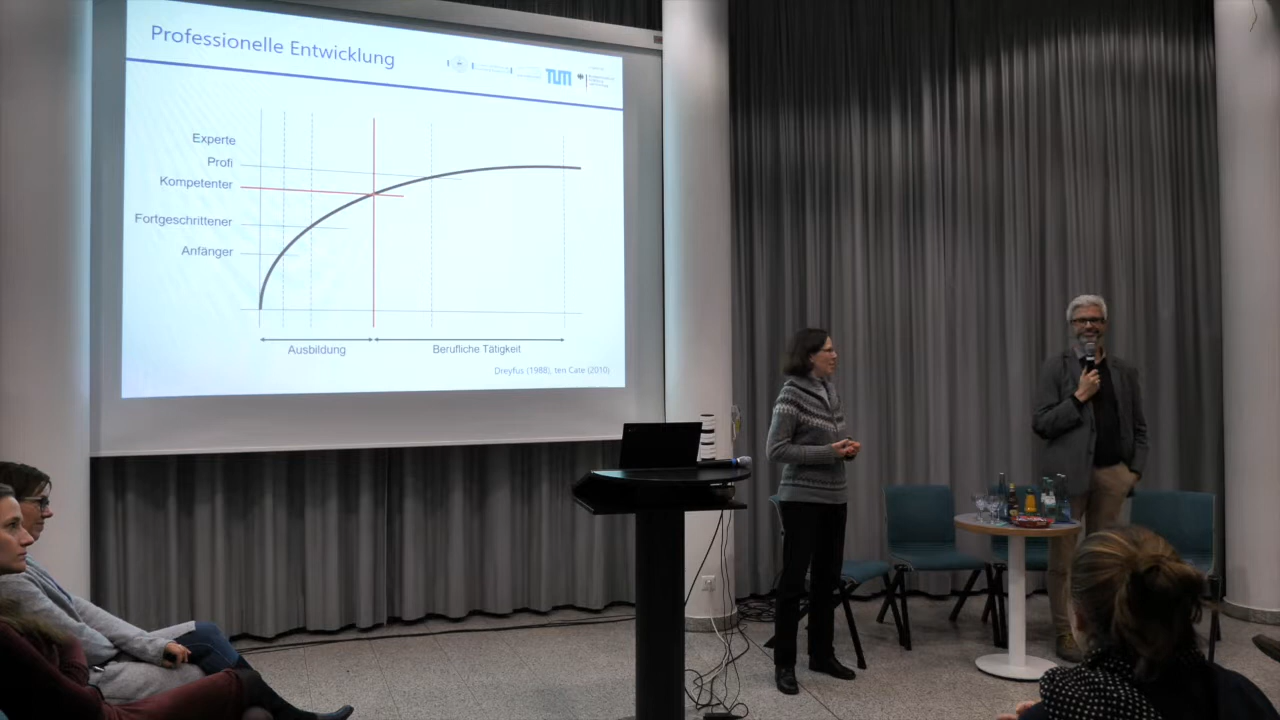 Professionelle Entwicklung
TUM
Experte
Profi
Kompetenter
Fortgeschrittener
Anfänger
Ausbildung
Berufliche Tätigkeit
Dreyfus (1988), ten Cate (2010)